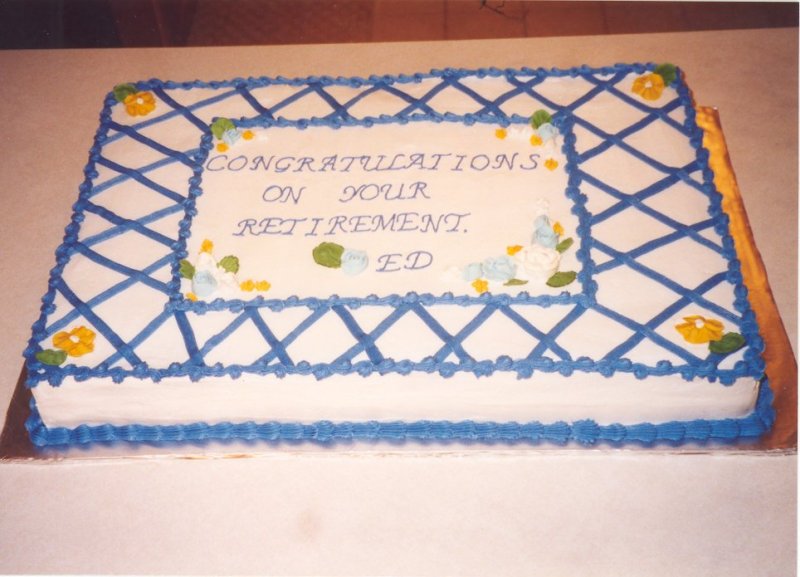 CONGRATULATIONS
ON YOUR
RETIREMENT.
ED